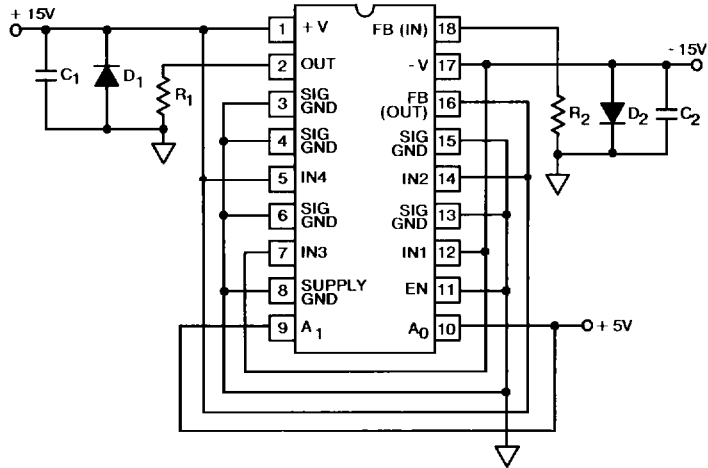 + 15V
C1
D1
R1
1 + V
2 OUT
3 SIG
GND
4 SIG
GND
5 IN4
6 SIG
GND
7 IN3
8 SUPPLY
GND
9 A1
FB (IN) 18
- V 17
FB
(OUT) 16
SIG
GND 15
IN2 14
SIG
GND 13
IN1 12
EN 11
A0 10
- 15V
R2
D2
C2
+ 5V